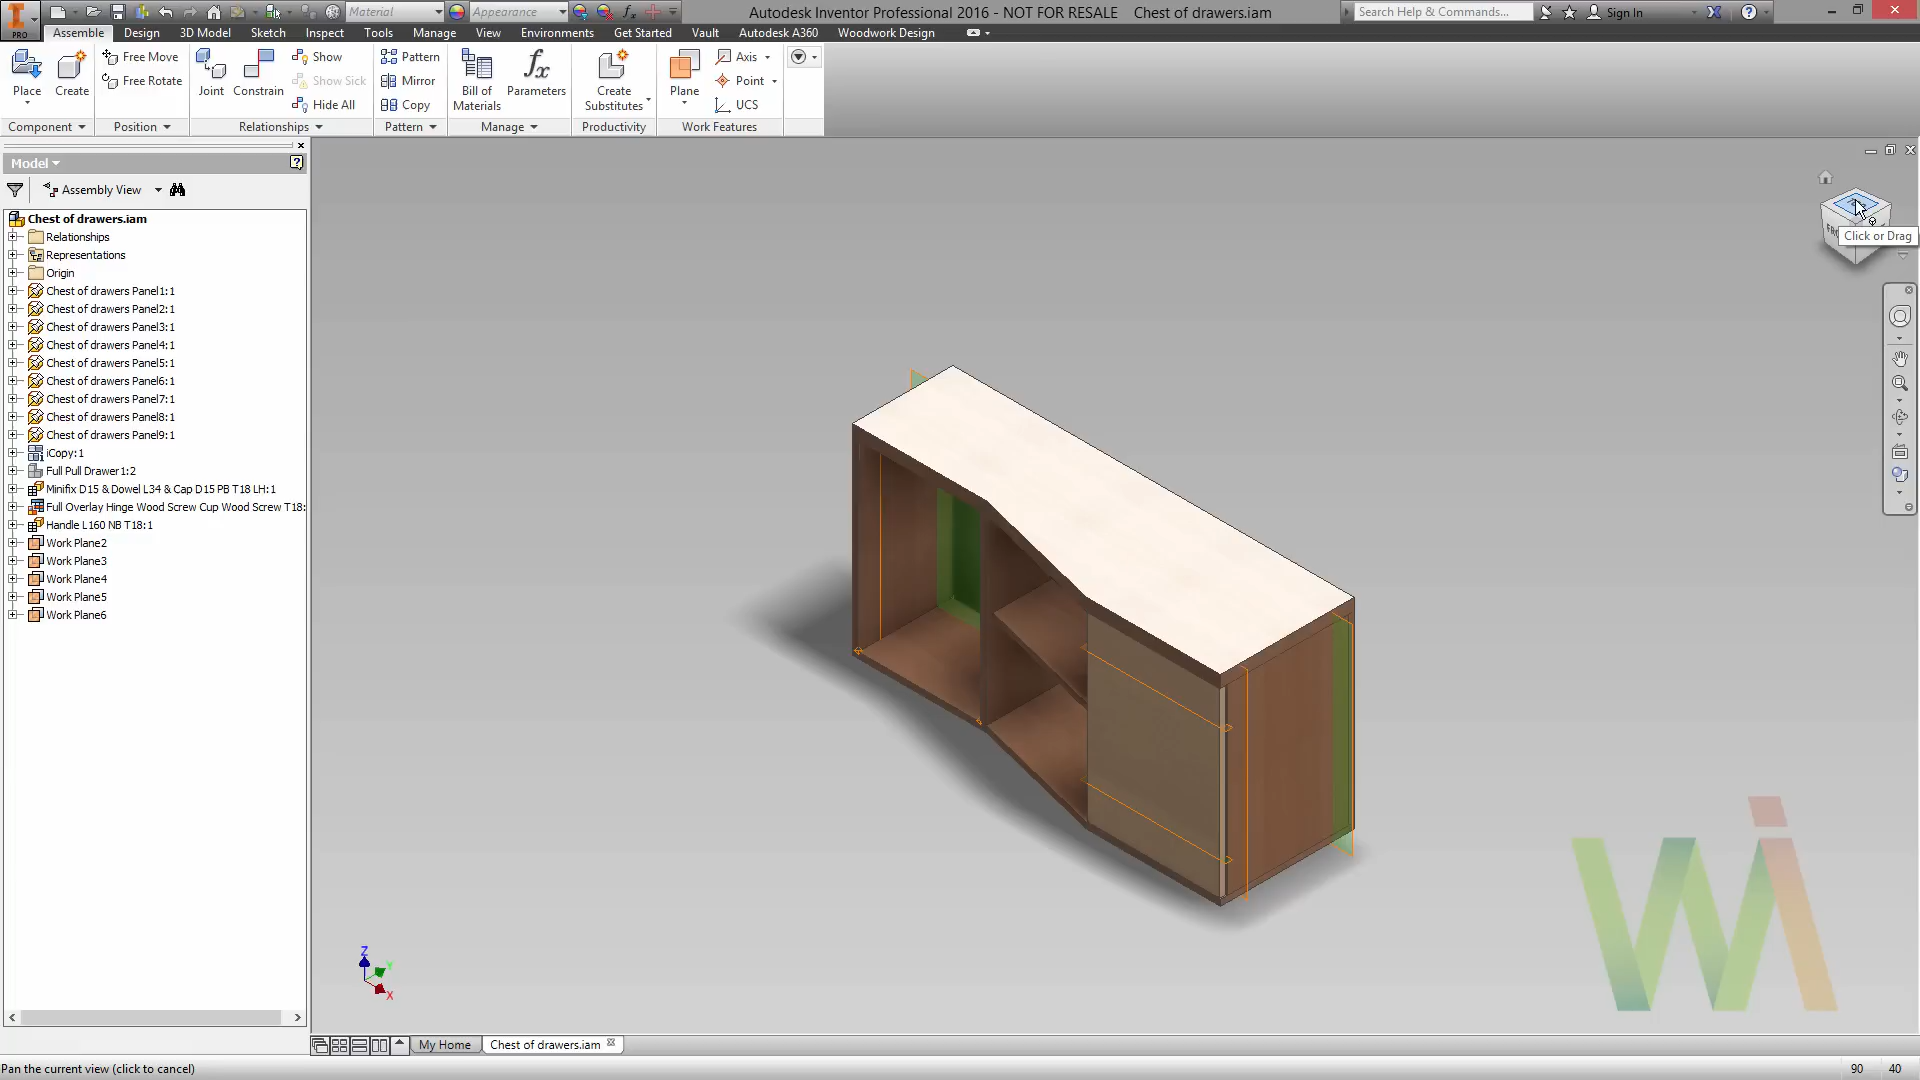 PRO
Material
Appearance
Autodesk Inventor Professional 2016 - NOT FOR RESALE Chest of drawers.iam
Search Help & Commands...
Sign In
Assemble Design 3D Model Sketch Inspect Tools Manage View Environments Get Started Vault Autodesk A360 Woodwork Design
Place
Create
Free Move
Free Rotate
Joint
Constrain
Show
Show Sick
Hide All
Pattern
Mirror
Copy
Bill of
Materials
Parameters
Create
Substitutes
Plane
Axis
Point
UCS
Component Position Relationships Pattern Manage Productivity Work Features
Model
Assembly View
Chest of drawers.iam
Relationships
Representations
Origin
Chest of drawers Panel1:1
Chest of drawers Panel2:1
Chest of drawers Panel3:1
Chest of drawers Panel4:1
Chest of drawers Panel5:1
Chest of drawers Panel6:1
Chest of drawers Panel7:1
Chest of drawers Panel8:1
Chest of drawers Panel9:1
iCopy:1
Full Pull Drawer1:2
Minifix D15 & Dowel L34 & Cap D15 PB T18 LH:1
Full Overlay Hinge Wood Screw Cup Wood Screw T18:
Handle L160 NB T18:1
Work Plane2
Work Plane3
Work Plane4
Work Plane5
Work Plane6
Click or Drag
Z
Y
X
Wi
My Home
Chest of drawers.iam
Pan the current view (click to cancel)
90 40